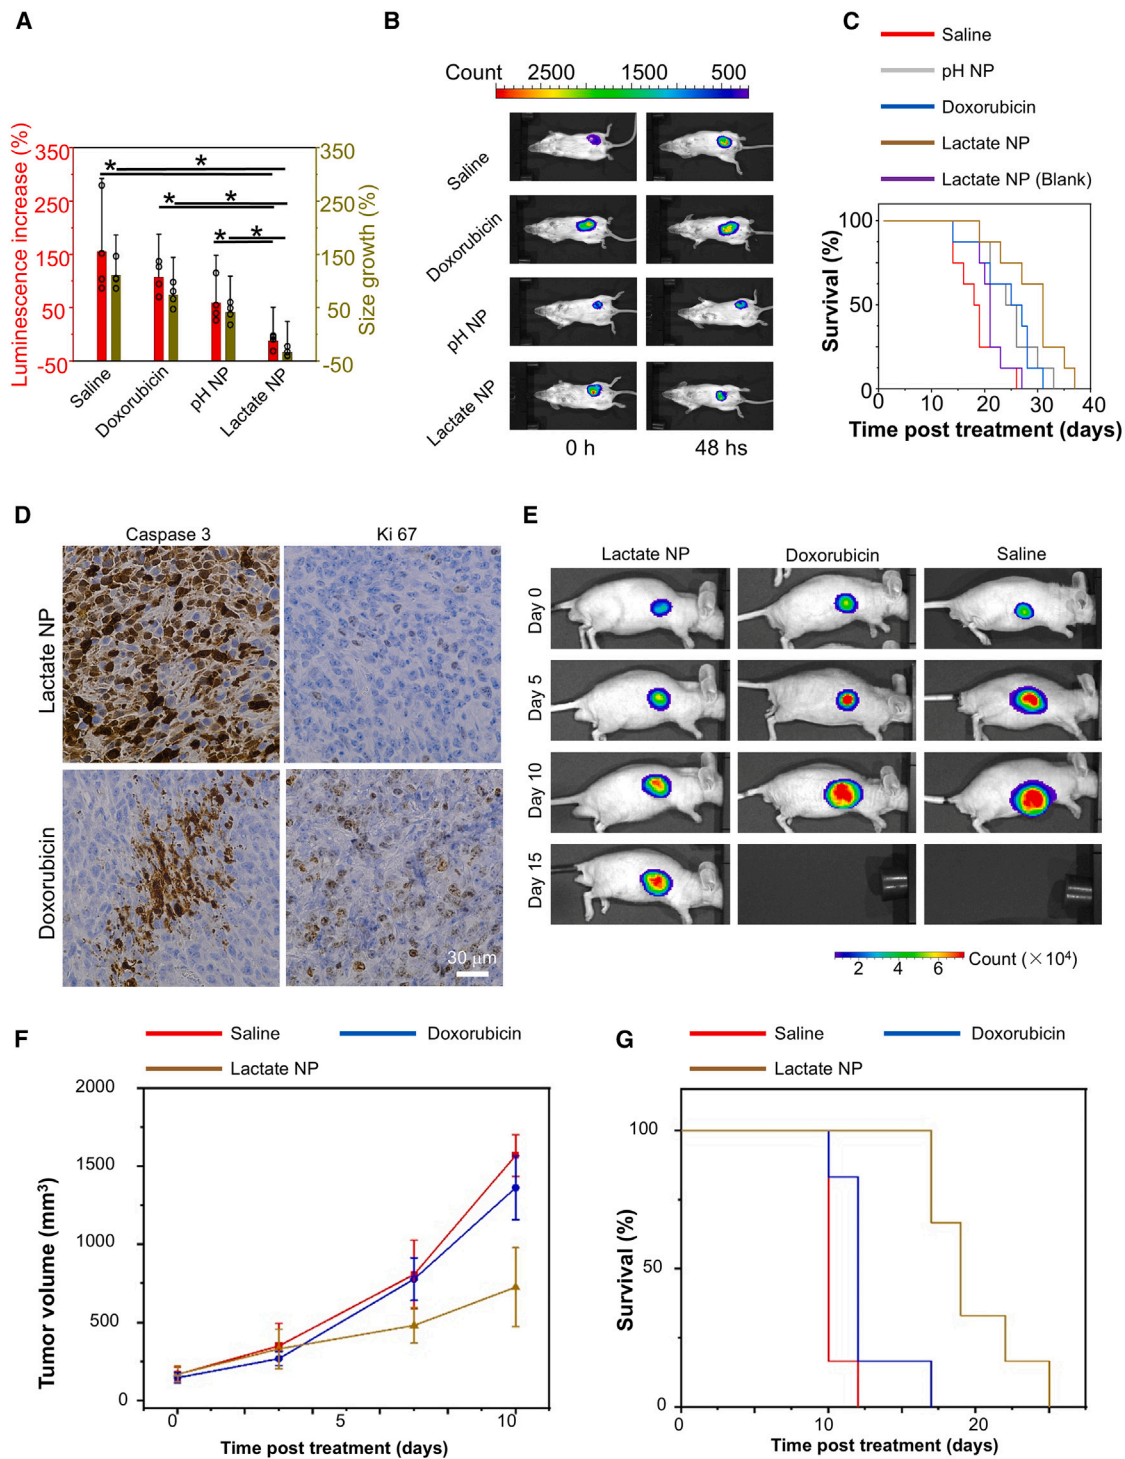 A
Luminescence increase (%)
350
250
150
50
-50
350
250
150
50
-50
Size growth (%)
* *
* *
* *
Saline
Doxorubicin
pH NP
Lactate NP
B
Count 2500 1500 500
Saline
Doxorubicin
pH NP
Lactate NP
0 h 48 hs
C
Saline
pH NP
Doxorubicin
Lactate NP
Lactate NP (Blank)
Survival (%)
100
50
0
0 10 20 30 40
Time post treatment (days)
D
Caspase 3 Ki 67
Lactate NP
Doxorubicin
30 μm
E
Lactate NP Doxorubicin Saline
Day 0
Day 5
Day 10
Day 15
2 4 6 Count (×10⁴)
F
Saline Doxorubicin
Lactate NP
Tumor volume (mm³)
2000
1500
1000
500
0
0 5 10
Time post treatment (days)
G
Saline Doxorubicin
Lactate NP
Survival (%)
100
50
0
0 10 20
Time post treatment (days)